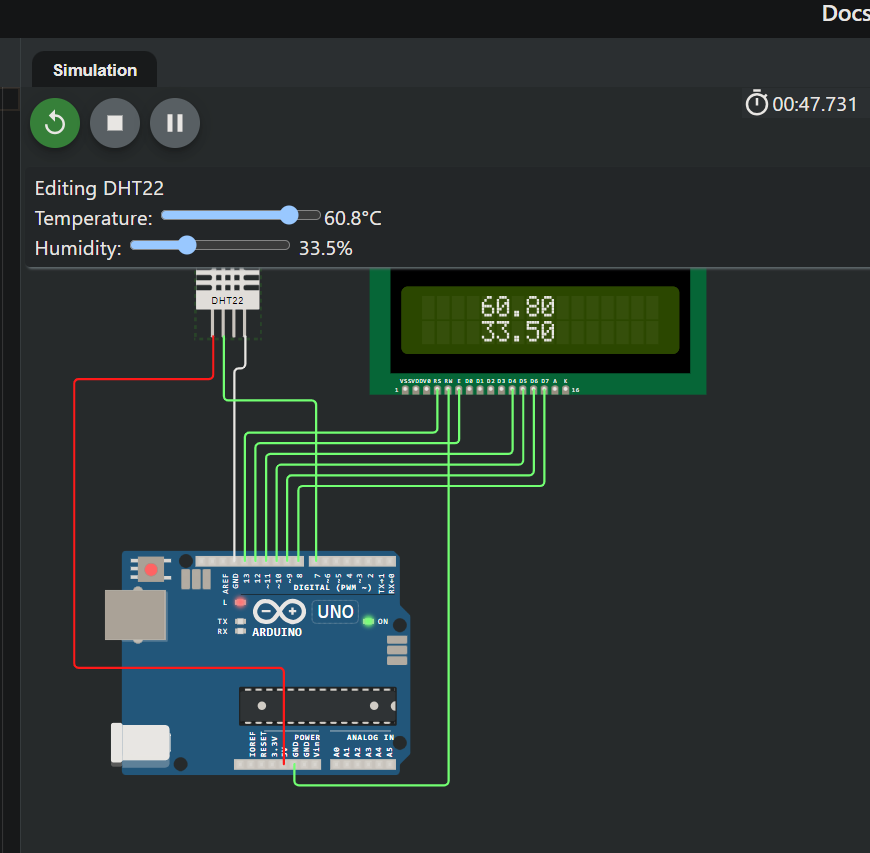 Docs
Simulation
00:47.731
Editing DHT22
Temperature: 60.8°C
Humidity: 33.5%
DHT22
60.80
33.50
VSS VDD V0 RS RW E D0 D1 D2 D3 D4 D5 D6 D7 A K
1 16
AREF GND 13 12 ~11 ~10 ~9 8 7 ~6 ~5 4 ~3 2 TX→1 RX←0
DIGITAL (PWM ~)
L
TX
RX
UNO
ARDUINO
ON
POWER
ANALOG IN
IOREF RESET 3.3V GND GND Vin A0 A1 A2 A3 A4 A5